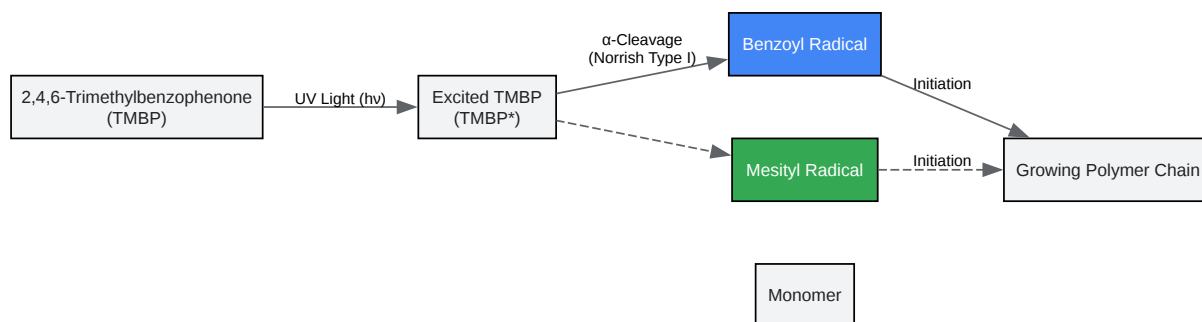 2,4,6-Trimethylbenzophenone
(TMBP)
UV Light (hν)
Excited TMBP
(TMBP*)
α-Cleavage
(Norrish Type I)
Benzoyl Radical
Mesityl Radical
Initiation
Initiation
Growing Polymer Chain
Monomer